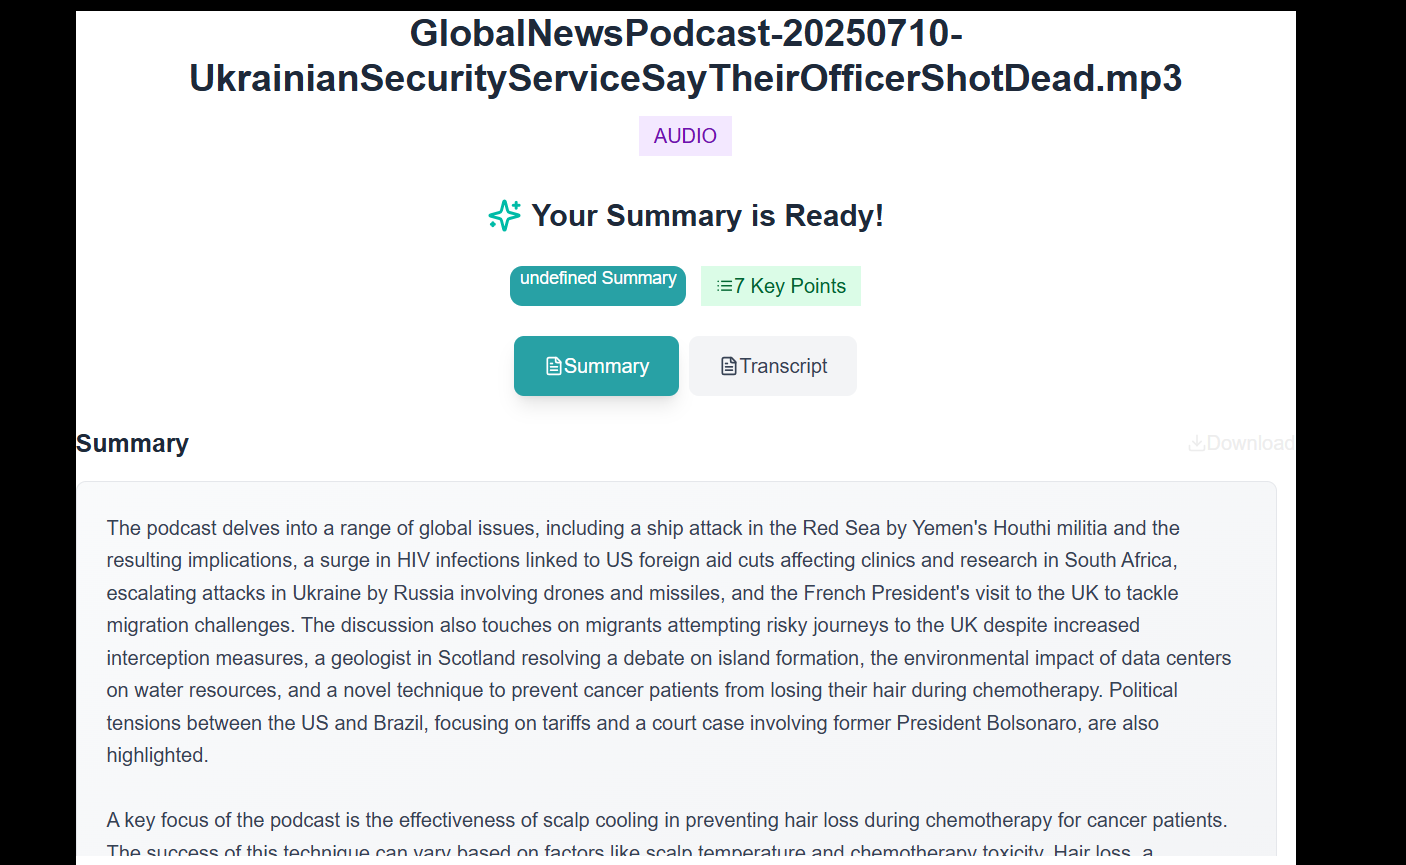 GlobalNewsPodcast-20250710-
UkrainianSecurityServiceSayTheirOfficerShotDead.mp3
AUDIO
Your Summary is Ready!
undefined Summary
7 Key Points
Summary
Transcript
Summary
Download
The podcast delves into a range of global issues, including a ship attack in the Red Sea by Yemen's Houthi militia and the
resulting implications, a surge in HIV infections linked to US foreign aid cuts affecting clinics and research in South Africa,
escalating attacks in Ukraine by Russia involving drones and missiles, and the French President's visit to the UK to tackle
migration challenges. The discussion also touches on migrants attempting risky journeys to the UK despite increased
interception measures, a geologist in Scotland resolving a debate on island formation, the environmental impact of data centers
on water resources, and a novel technique to prevent cancer patients from losing their hair during chemotherapy. Political
tensions between the US and Brazil, focusing on tariffs and a court case involving former President Bolsonaro, are also
highlighted.
A key focus of the podcast is the effectiveness of scalp cooling in preventing hair loss during chemotherapy for cancer patients.
The success of this technique can vary based on factors like scalp temperature and chemotherapy toxicity. Hair loss, a